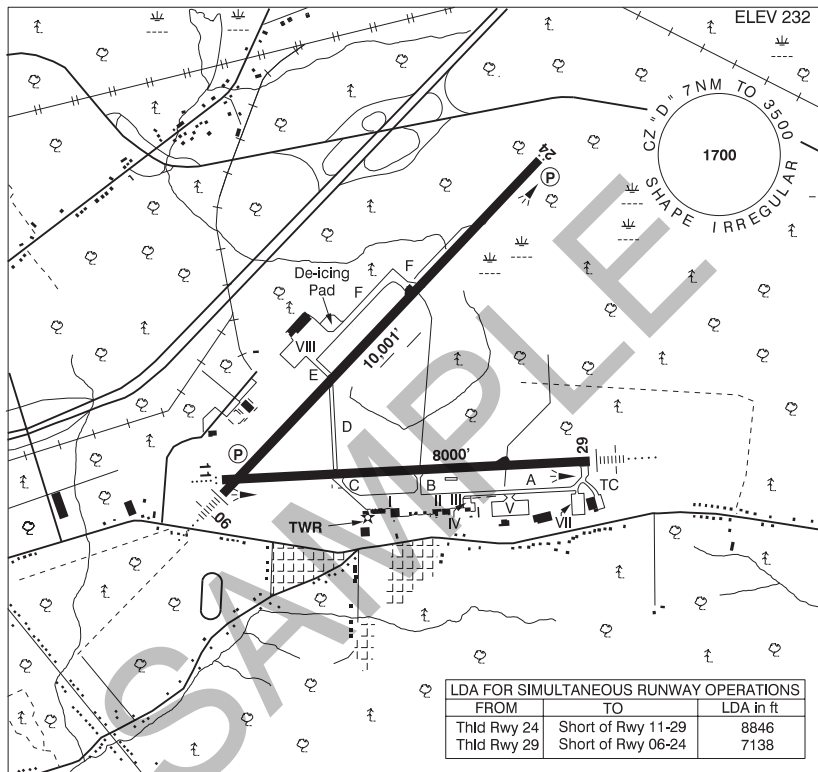 ELEV 232
CZ "D" 7NM TO 3500
1700
SHAPE IRREGULAR
24
P
De-icing
Pad
F
F
VIII
E
10,001'
D
P
11
8000'
29
C
B
A
TC
06
I
II
III
I
IV
V
VII
TWR
SAMPLE
LDA FOR SIMULTANEOUS RUNWAY OPERATIONS
FROM TO LDA in ft
Thld Rwy 24 Short of Rwy 11-29 8846
Thld Rwy 29 Short of Rwy 06-24 7138